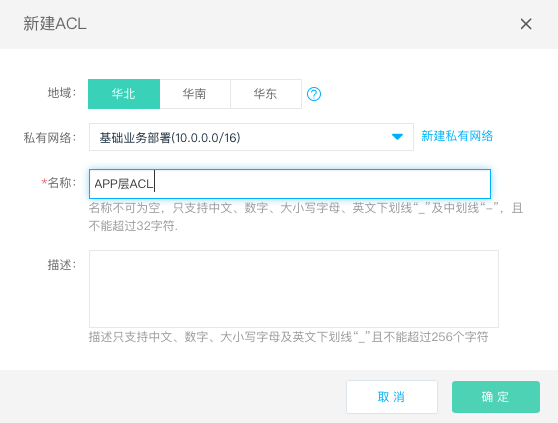 新建ACL
地域: 华北 华南 华东 ?
私有网络: 基础业务部署(10.0.0.0/16) 新建私有网络
*名称: APP层ACL
名称不可为空，只支持中文、数字、大小写字母、英文下划线“_”及中划线“-”，且
不能超过32字符.
描述:
描述只支持中文、数字、大小写字母及英文下划线“_”且不能超过256个字符
取消 确定